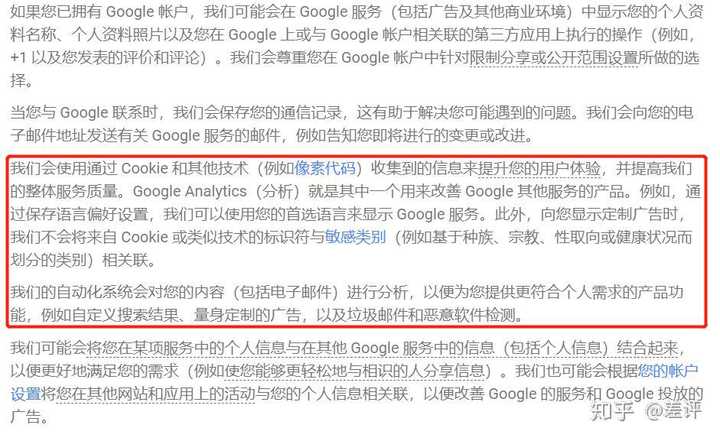 如果您已拥有 Google 帐户，我们可能会在 Google 服务（包括广告及其他商业环境）中显示您的个人资
料名称、个人资料照片以及您在 Google 上或与 Google 帐户相关联的第三方应用上执行的操作（例如，
+1 以及您发表的评价和评论）。我们会尊重您在 Google 帐户中针对限制分享或公开范围设置所做的选
择。
当您与 Google 联系时，我们会保存您的通信记录，这有助于解决您可能遇到的问题。我们会向您的电
子邮件地址发送有关 Google 服务的邮件，例如告知您即将进行的变更或改进。
我们会使用通过 Cookie 和其他技术（例如像素代码）收集到的信息来提升您的用户体验，并提高我们
的整体服务质量。Google Analytics（分析）就是其中一个用来改善 Google 其他服务的产品。例如，通
过保存语言偏好设置，我们可以使用您的首选语言来显示 Google 服务。此外，向您显示定制广告时，
我们不会将来自 Cookie 或类似技术的标识符与敏感类别（例如基于种族、宗教、性取向或健康状况而
划分的类别）相关联。
我们的自动化系统会对您的内容（包括电子邮件）进行分析，以便为您提供更符合个人需求的产品功
能，例如自定义搜索结果、量身定制的广告，以及垃圾邮件和恶意软件检测。
我们可能会将您在某项服务中的个人信息与在其他 Google 服务中的信息（包括个人信息）结合起来，
以便更好地满足您的需求（例如使您能够更轻松地与相识的人分享信息）。我们也可能会根据您的帐户
设置将您在其他网站和应用上的活动与您的个人信息相关联，以便改善 Google 的服务和 Google 投放的
广告。
知乎 @差评